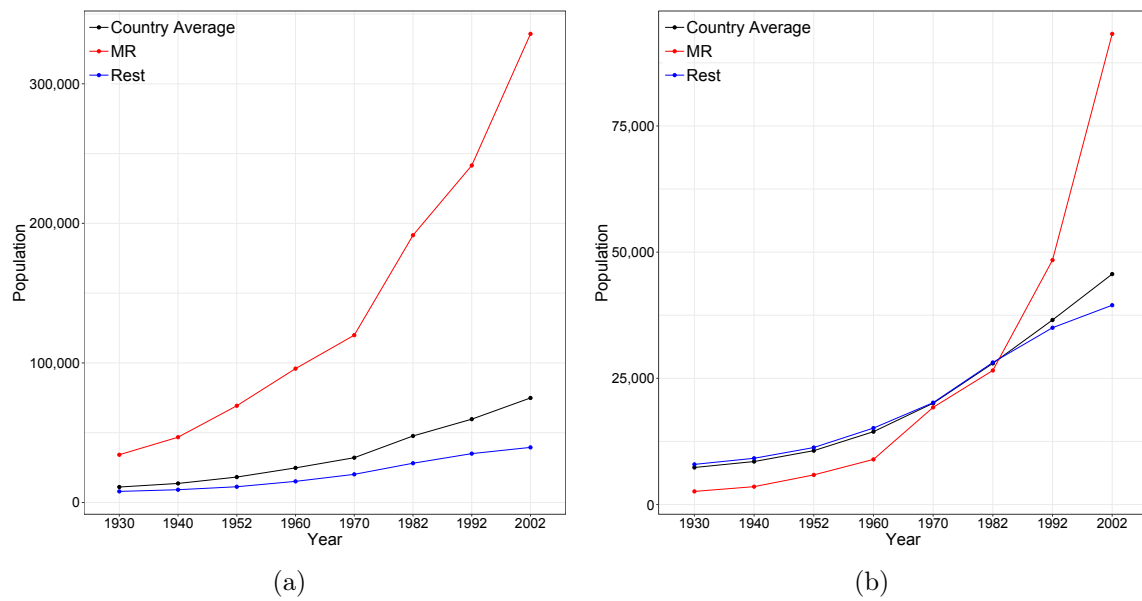 Country Average
MR
Rest
300,000
200,000
100,000
0
Population
1930 1940 1952 1960 1970 1982 1992 2002
Year
(a)
Country Average
MR
Rest
75,000
50,000
25,000
0
Population
1930 1940 1952 1960 1970 1982 1992 2002
Year
(b)